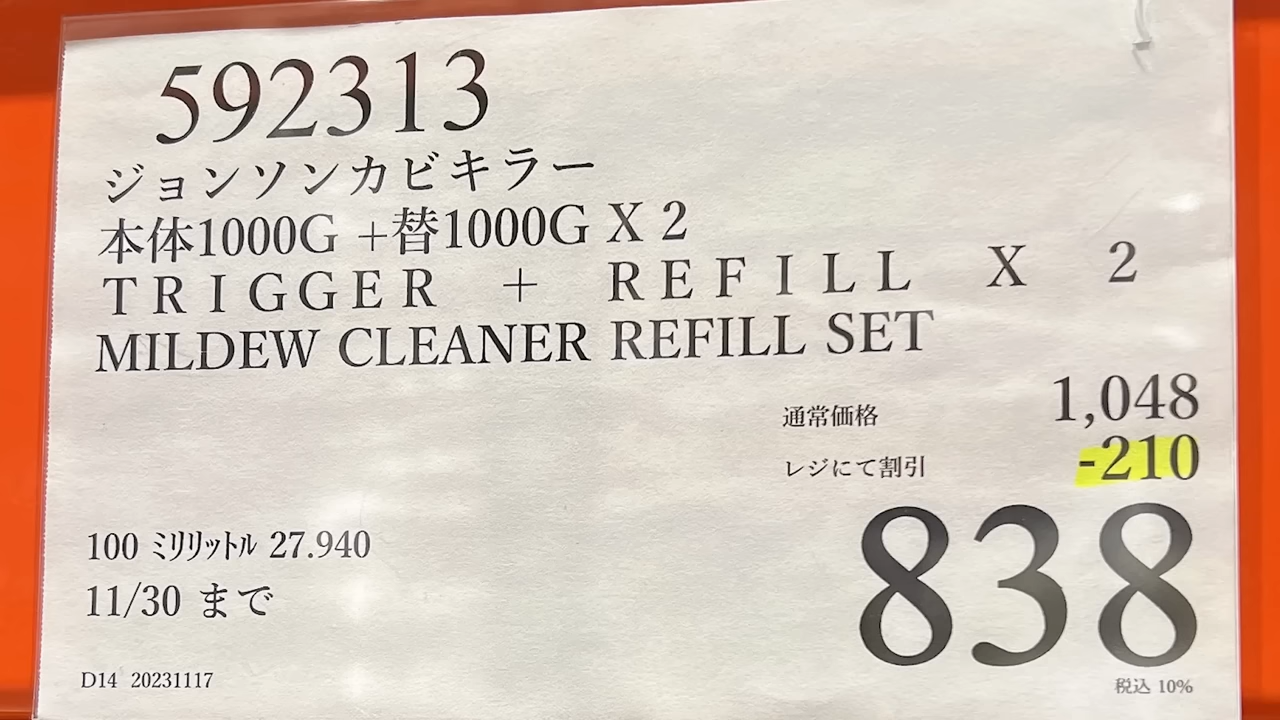 592313
ジョンソンカビキラー
本体1000G +替1000G X 2
TRIGGER + REFILL X 2
MILDEW CLEANER REFILL SET
通常価格 1,048
レジにて割引 -210
838
100 ﾐﾘﾘｯﾄﾙ 27.940
11/30 まで
D14 20231117
税込 10%